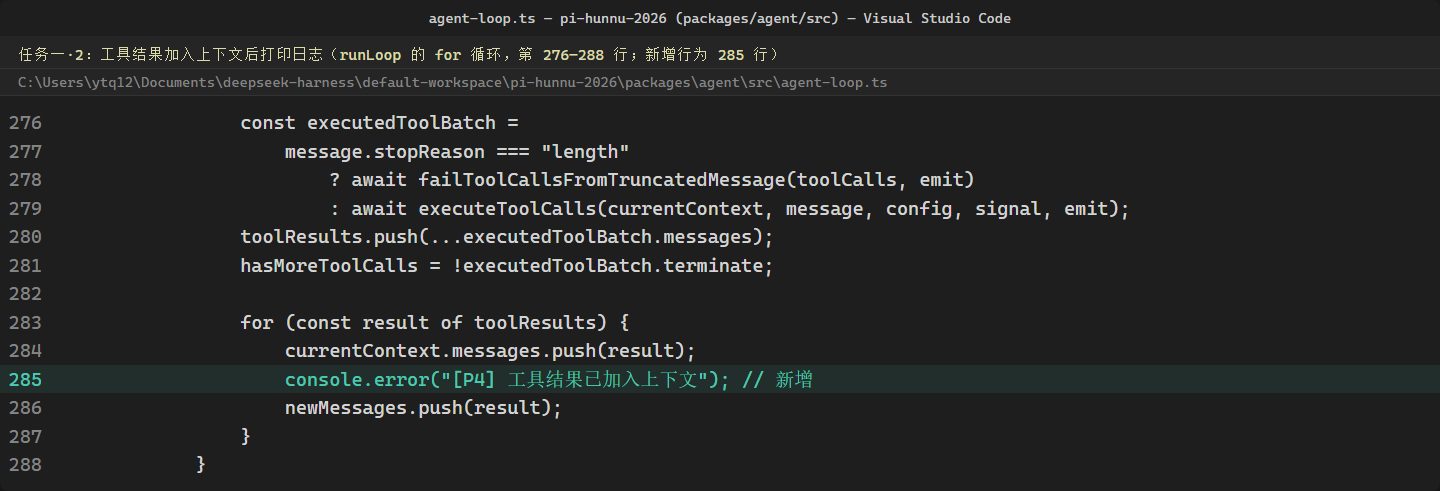 agent-loop.ts — pi-hunnu-2026 (packages/agent/src) — Visual Studio Code
任务一·2：工具结果加入上下文后打印日志（runLoop 的 for 循环，第 276—288 行；新增行为 285 行）
C:\Users\ytq12\Documents\deepseek-harness\default-workspace\pi-hunnu-2026\packages\agent\src\agent-loop.ts
276 const executedToolBatch =
277 message.stopReason === "length"
278 ? await failToolCallsFromTruncatedMessage(toolCalls, emit)
279 : await executeToolCalls(currentContext, message, config, signal, emit);
280 toolResults.push(...executedToolBatch.messages);
281 hasMoreToolCalls = !executedToolBatch.terminate;
282
283 for (const result of toolResults) {
284 currentContext.messages.push(result);
285 console.error("[P4] 工具结果已加入上下文"); // 新增
286 newMessages.push(result);
287 }
288 }